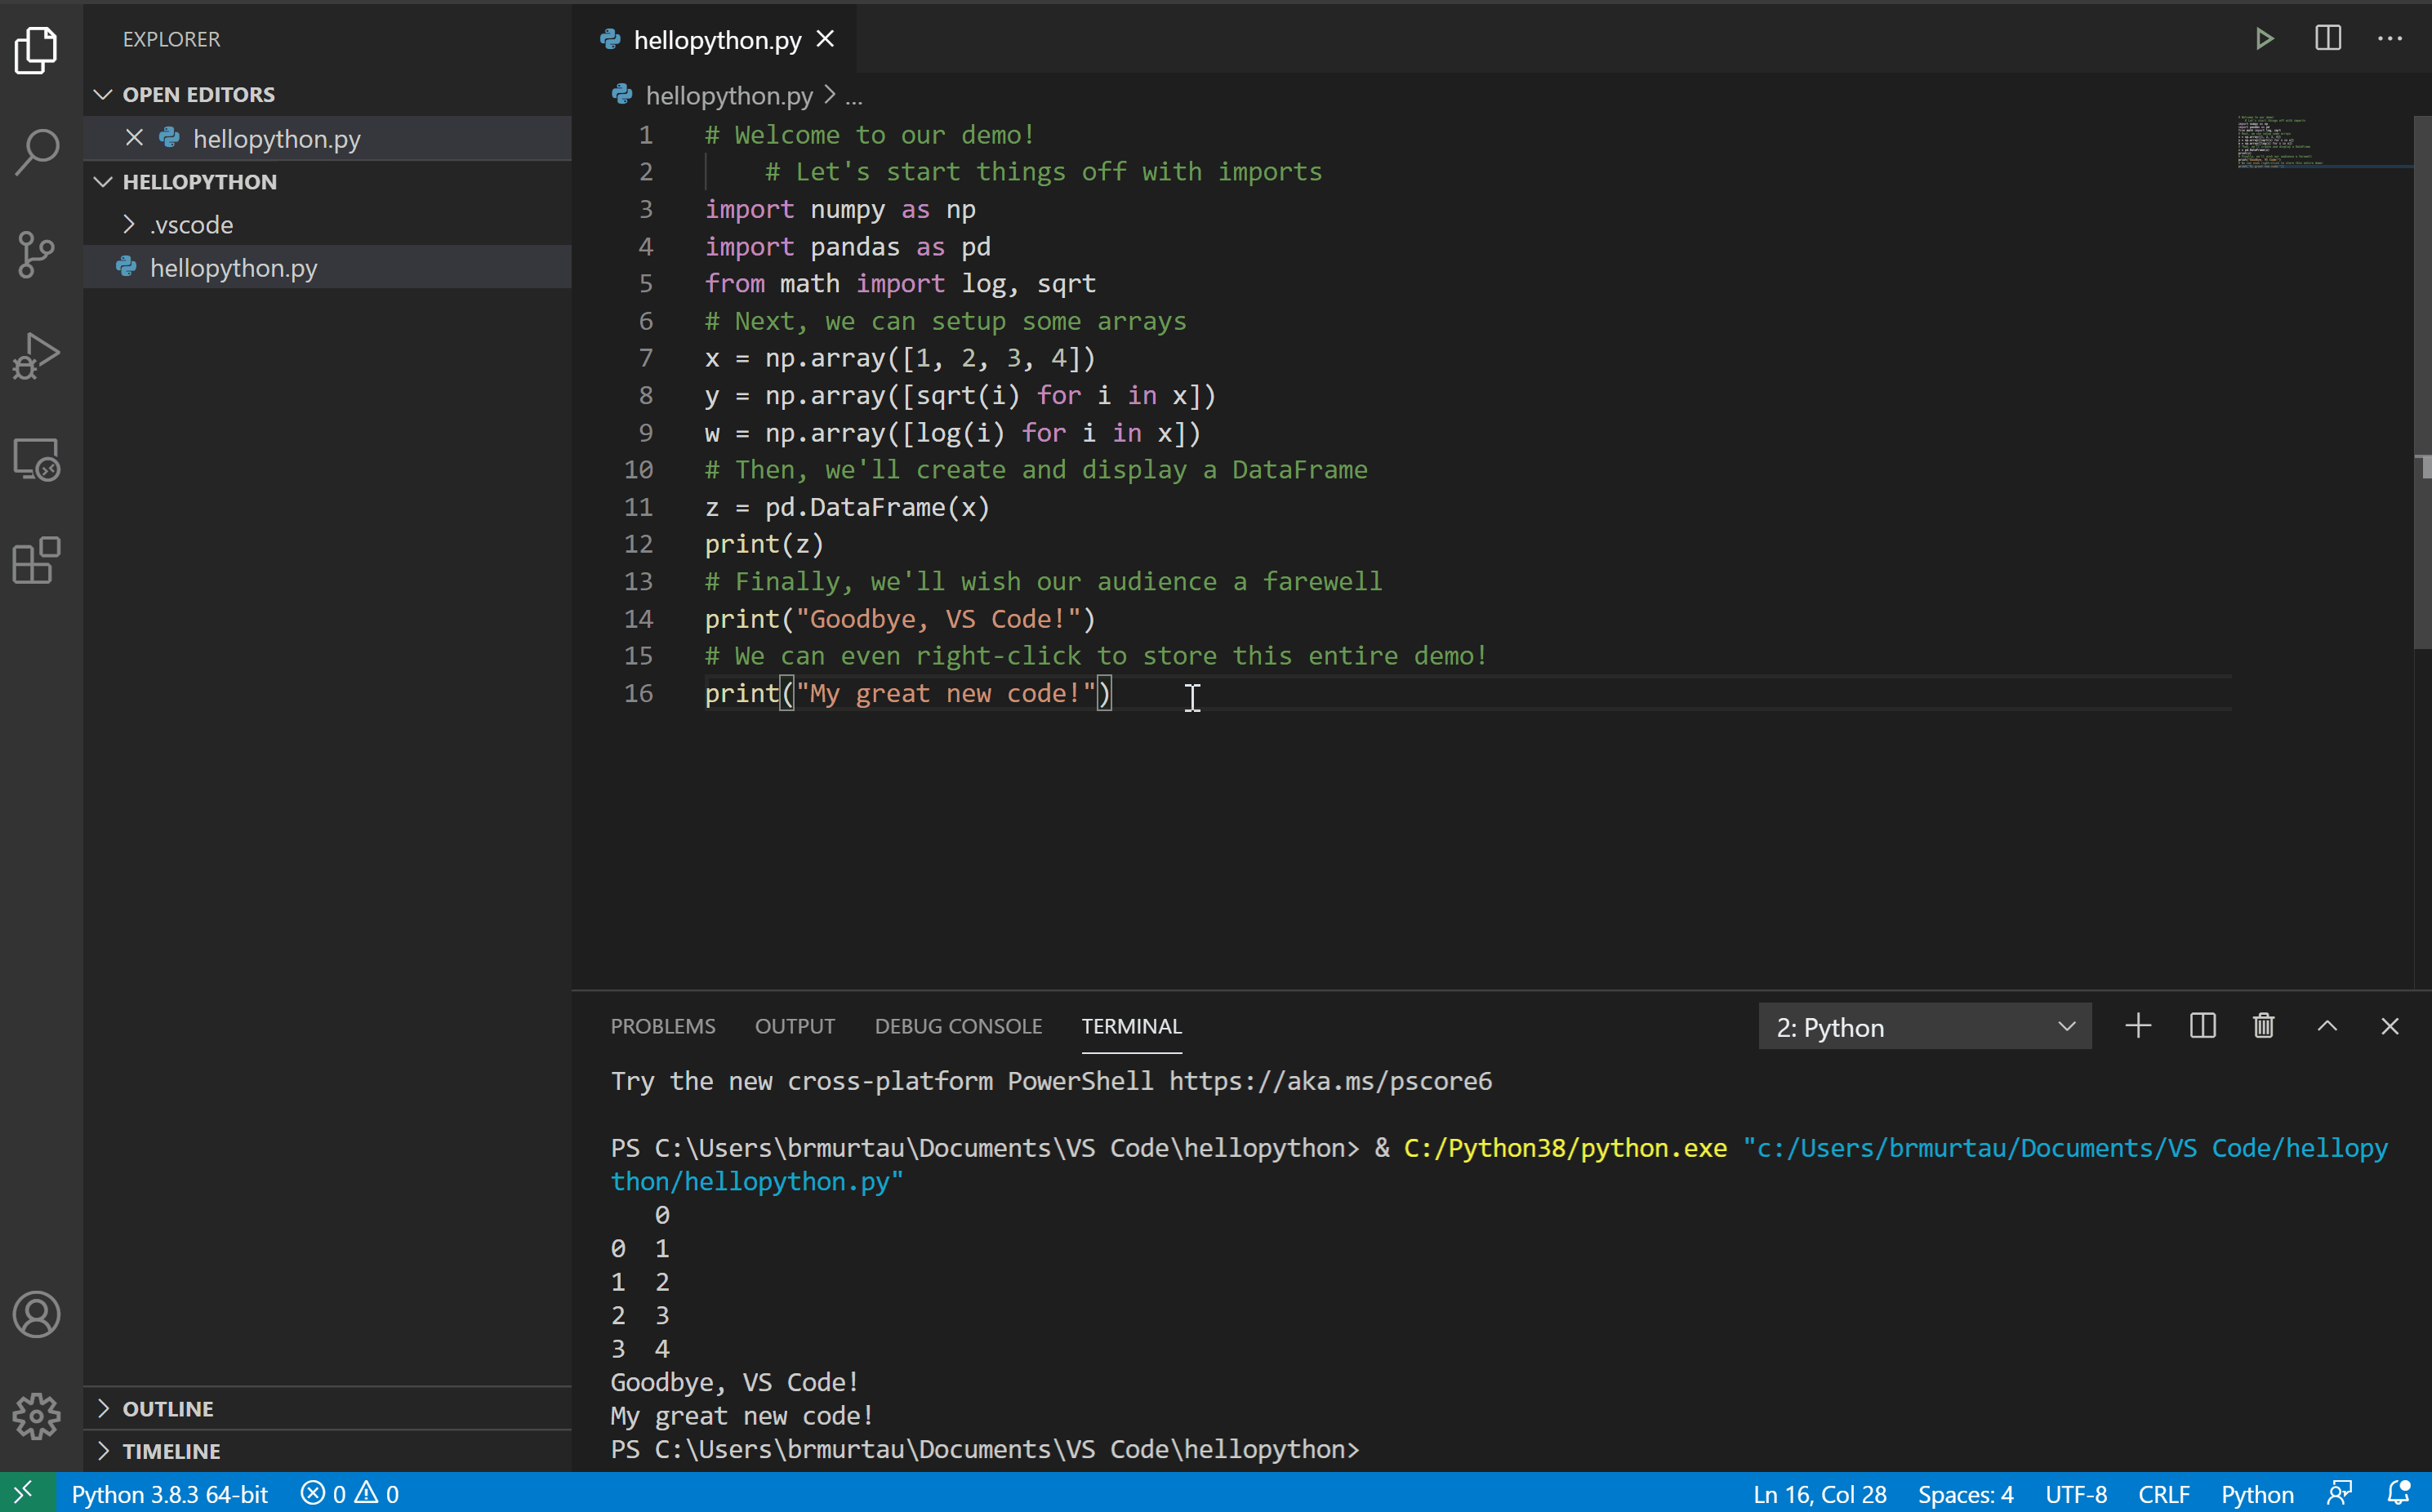 EXPLORER
OPEN EDITORS
hellopython.py
HELLOPYTHON
.vscode
hellopython.py
OUTLINE
TIMELINE
hellopython.py
hellopython.py > ...
1 # Welcome to our demo!
2     # Let's start things off with imports
3 import numpy as np
4 import pandas as pd
5 from math import log, sqrt
6 # Next, we can setup some arrays
7 x = np.array([1, 2, 3, 4])
8 y = np.array([sqrt(i) for i in x])
9 w = np.array([log(i) for i in x])
10 # Then, we'll create and display a DataFrame
11 z = pd.DataFrame(x)
12 print(z)
13 # Finally, we'll wish our audience a farewell
14 print("Goodbye, VS Code!")
15 # We can even right-click to store this entire demo!
16 print("My great new code!")
PROBLEMS OUTPUT DEBUG CONSOLE TERMINAL 2: Python
Try the new cross-platform PowerShell https://aka.ms/pscore6
PS C:\Users\brmurtau\Documents\VS Code\hellopython> & C:/Python38/python.exe "c:/Users/brmurtau/Documents/VS Code/hellopy
thon/hellopython.py"
   0
0  1
1  2
2  3
3  4
Goodbye, VS Code!
My great new code!
PS C:\Users\brmurtau\Documents\VS Code\hellopython>
Python 3.8.3 64-bit 0 0 Ln 16, Col 28 Spaces: 4 UTF-8 CRLF Python